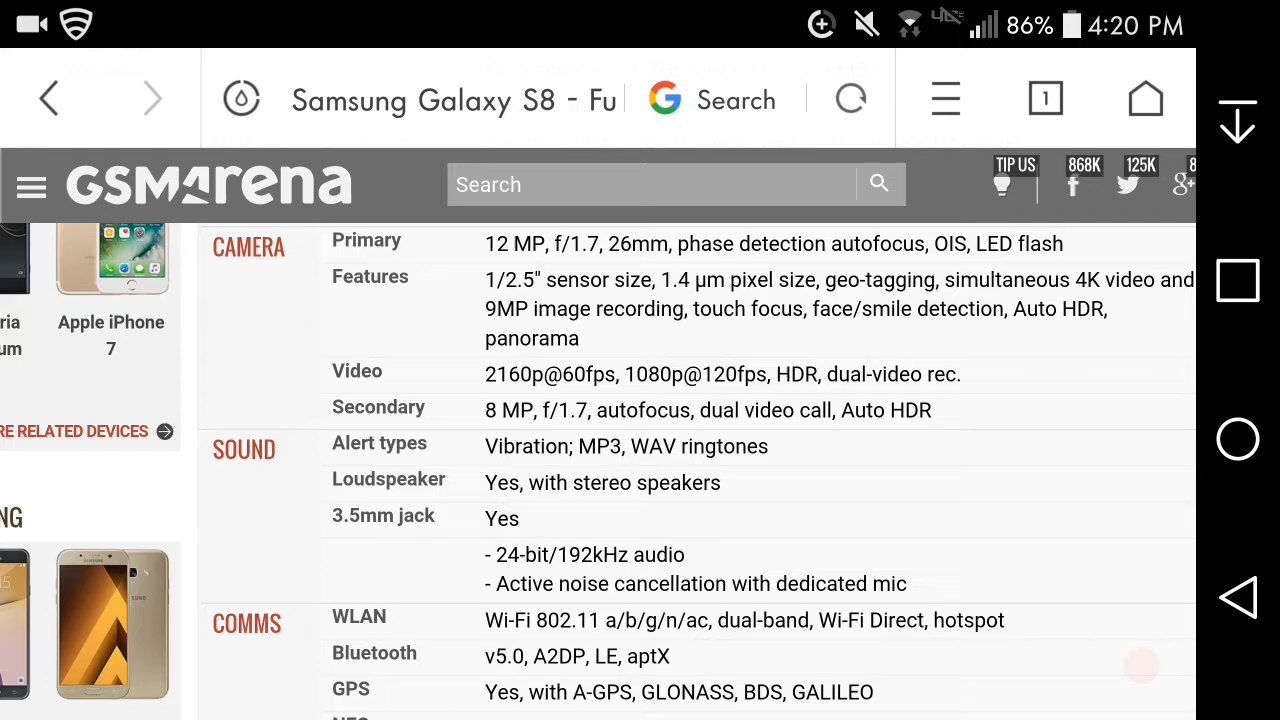 86% 4:20 PM
Samsung Galaxy S8 - Fu
Search
1
GSMArena
Search
TIP US
868K
125K
8
CAMERA
Primary
12 MP, f/1.7, 26mm, phase detection autofocus, OIS, LED flash
Features
1/2.5" sensor size, 1.4 µm pixel size, geo-tagging, simultaneous 4K video and
9MP image recording, touch focus, face/smile detection, Auto HDR,
panorama
Video
2160p@60fps, 1080p@120fps, HDR, dual-video rec.
Secondary
8 MP, f/1.7, autofocus, dual video call, Auto HDR
SOUND
Alert types
Vibration; MP3, WAV ringtones
Loudspeaker
Yes, with stereo speakers
3.5mm jack
Yes
- 24-bit/192kHz audio
- Active noise cancellation with dedicated mic
COMMS
WLAN
Wi-Fi 802.11 a/b/g/n/ac, dual-band, Wi-Fi Direct, hotspot
Bluetooth
v5.0, A2DP, LE, aptX
GPS
Yes, with A-GPS, GLONASS, BDS, GALILEO
ria
um
Apple iPhone
7
RE RELATED DEVICES
NG